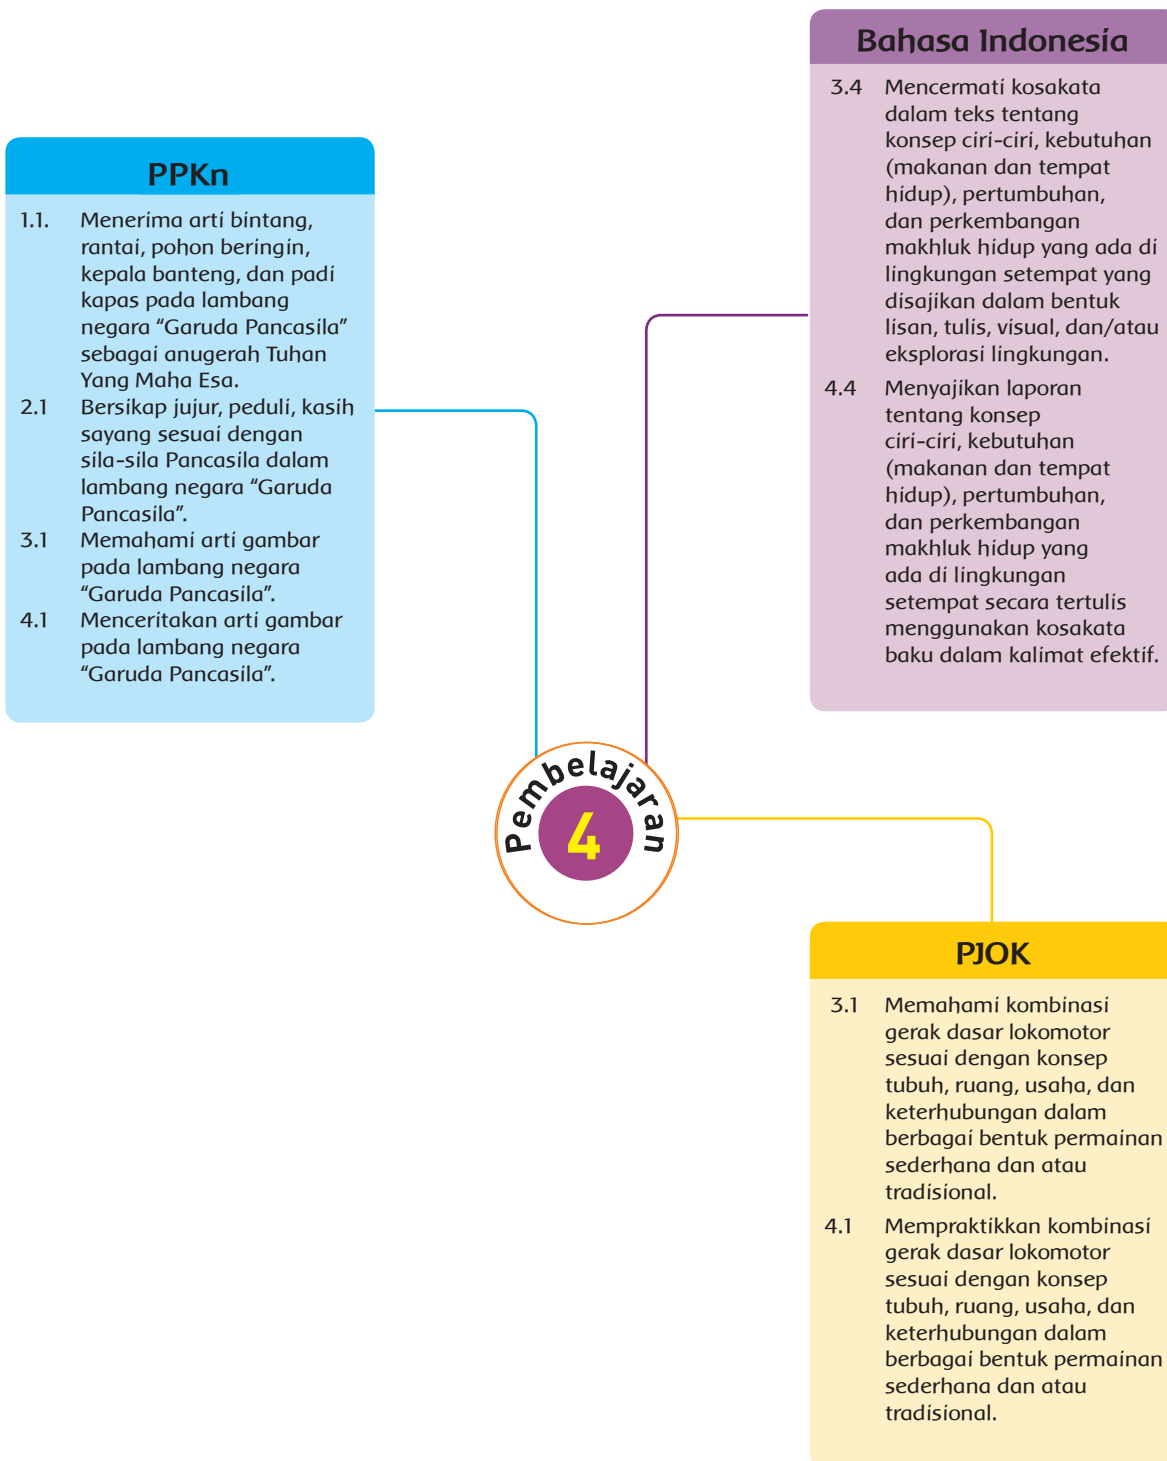 PPKn
1.1. Menerima arti bintang,
rantai, pohon beringin,
kepala banteng, dan padi
kapas pada lambang
negara “Garuda Pancasila”
sebagai anugerah Tuhan
Yang Maha Esa.
2.1 Bersikap jujur, peduli, kasih
sayang sesuai dengan
sila-sila Pancasila dalam
lambang negara “Garuda
Pancasila”.
3.1 Memahami arti gambar
pada lambang negara
“Garuda Pancasila”.
4.1 Menceritakan arti gambar
pada lambang negara
“Garuda Pancasila”.
Bahasa Indonesia
3.4 Mencermati kosakata
dalam teks tentang
konsep ciri-ciri, kebutuhan
(makanan dan tempat
hidup), pertumbuhan,
dan perkembangan
makhluk hidup yang ada di
lingkungan setempat yang
disajikan dalam bentuk
lisan, tulis, visual, dan/atau
eksplorasi lingkungan.
4.4 Menyajikan laporan
tentang konsep
ciri-ciri, kebutuhan
(makanan dan tempat
hidup), pertumbuhan,
dan perkembangan
makhluk hidup yang
ada di lingkungan
setempat secara tertulis
menggunakan kosakata
baku dalam kalimat efektif.
Pembelajaran
4
PJOK
3.1 Memahami kombinasi
gerak dasar lokomotor
sesuai dengan konsep
tubuh, ruang, usaha, dan
keterhubungan dalam
berbagai bentuk permainan
sederhana dan atau
tradisional.
4.1 Mempraktikkan kombinasi
gerak dasar lokomotor
sesuai dengan konsep
tubuh, ruang, usaha, dan
keterhubungan dalam
berbagai bentuk permainan
sederhana dan atau
tradisional.